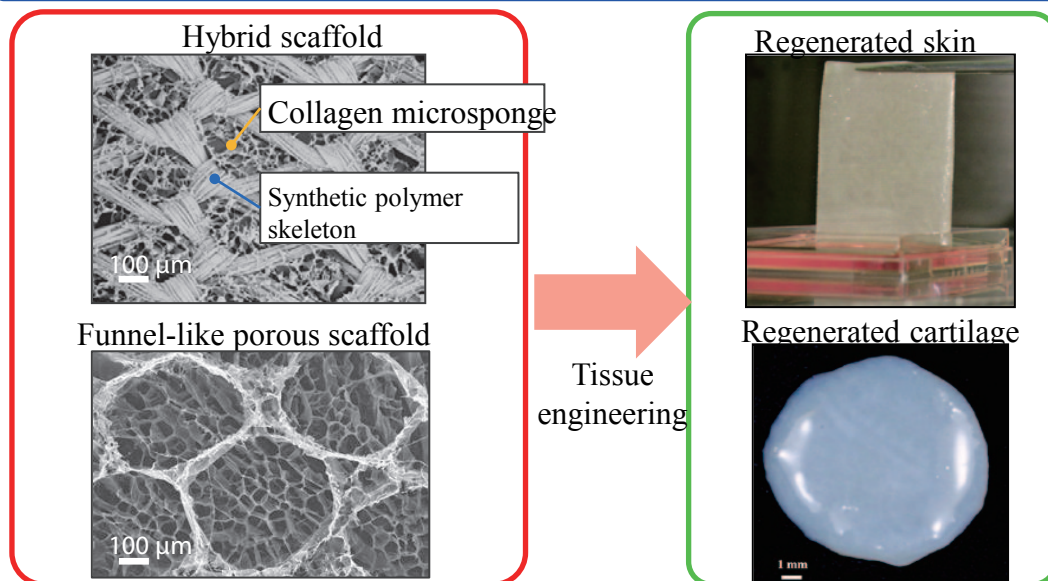 Hybrid scaffold
Collagen microsponge
Synthetic polymer
skeleton
100 µm
Funnel-like porous scaffold
100 µm
Tissue
engineering
Regenerated skin
Regenerated cartilage
1 mm